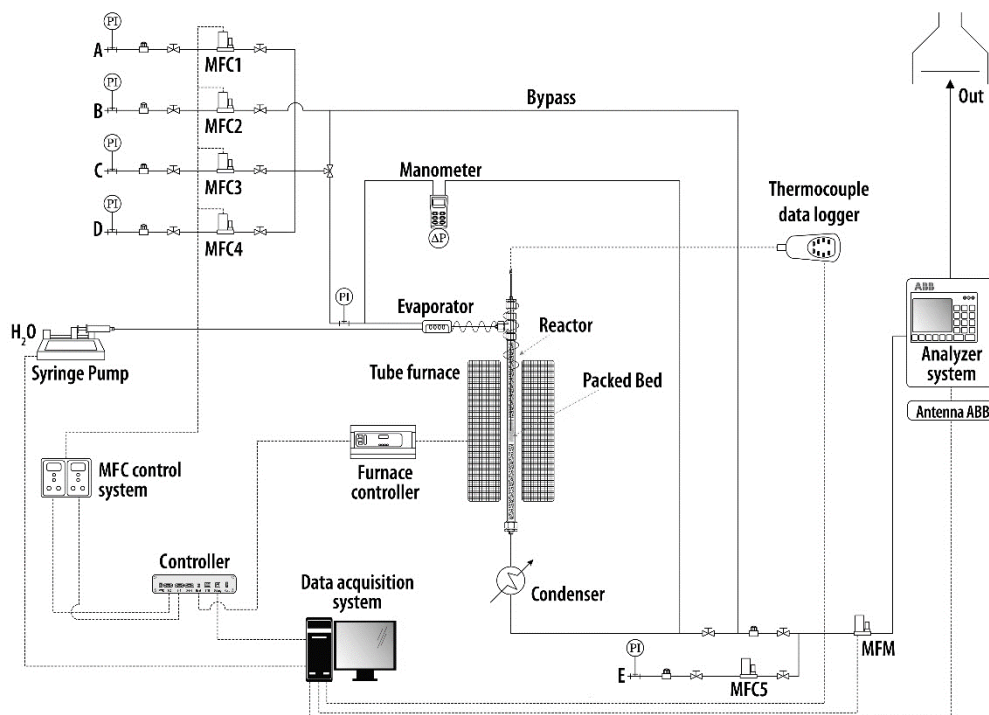 PI
A
MFC1
PI
B
MFC2
Bypass
Out
PI
C
MFC3
Manometer
ΔP
Thermocouple
data logger
PI
D
MFC4
PI
Evaporator
H₂O
Syringe Pump
Reactor
Tube furnace
Packed Bed
ABB
Analyzer
system
Antenna ABB
MFC control
system
Furnace
controller
Controller
Data acquisition
system
Condenser
PI
E
MFC5
MFM